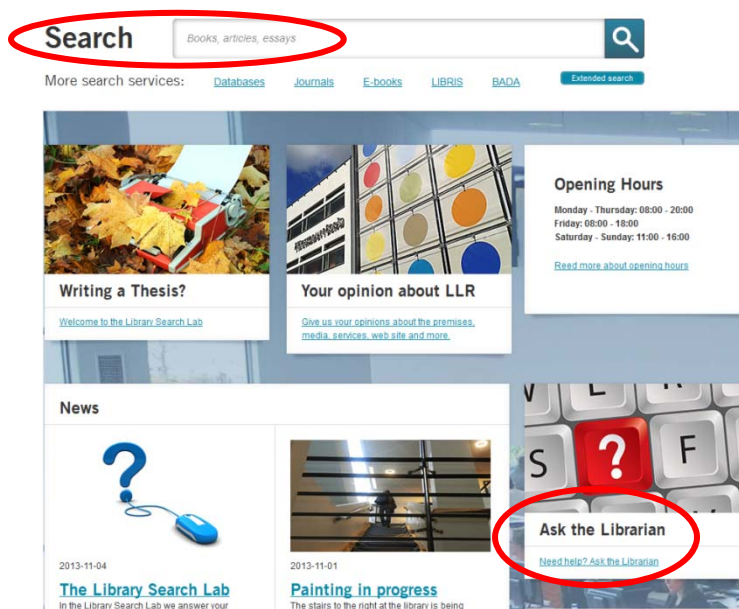 Search
Books, articles, essays
More search services: Databases Journals E-books LIBRIS BADA Extended search
Writing a Thesis?
Welcome to the Library Search Lab
Your opinion about LLR
Give us your opinions about the premises,
media, services, web site and more.
Opening Hours
Monday - Thursday: 08:00 - 20:00
Friday: 08:00 - 18:00
Saturday - Sunday: 11:00 - 16:00
Reed more about opening hours
News
2013-11-04
The Library Search Lab
In the Library Search Lab we answer your
2013-11-01
Painting in progress
The stairs to the right at the library is being
S ? F
Ask the Librarian
Need help? Ask the Librarian